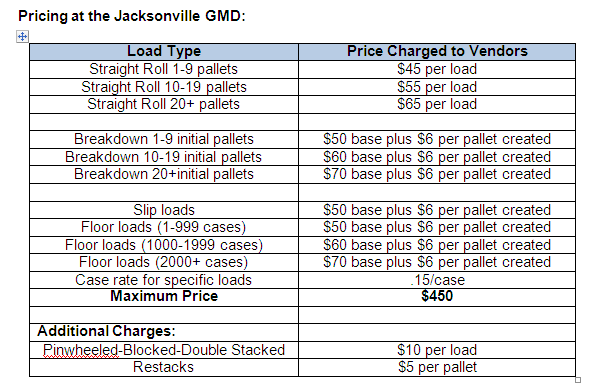 Pricing at the Jacksonville GMD:
Load Type Price Charged to Vendors
Straight Roll 1-9 pallets $45 per load
Straight Roll 10-19 pallets $55 per load
Straight Roll 20+ pallets $65 per load
Breakdown 1-9 initial pallets $50 base plus $6 per pallet created
Breakdown 10-19 initial pallets $60 base plus $6 per pallet created
Breakdown 20+initial pallets $70 base plus $6 per pallet created
Slip loads $50 base plus $6 per pallet created
Floor loads (1-999 cases) $50 base plus $6 per pallet created
Floor loads (1000-1999 cases) $60 base plus $6 per pallet created
Floor loads (2000+ cases) $70 base plus $6 per pallet created
Case rate for specific loads .15/case
Maximum Price $450
Additional Charges:
Pinwheeled-Blocked-Double Stacked $10 per load
Restacks $5 per pallet